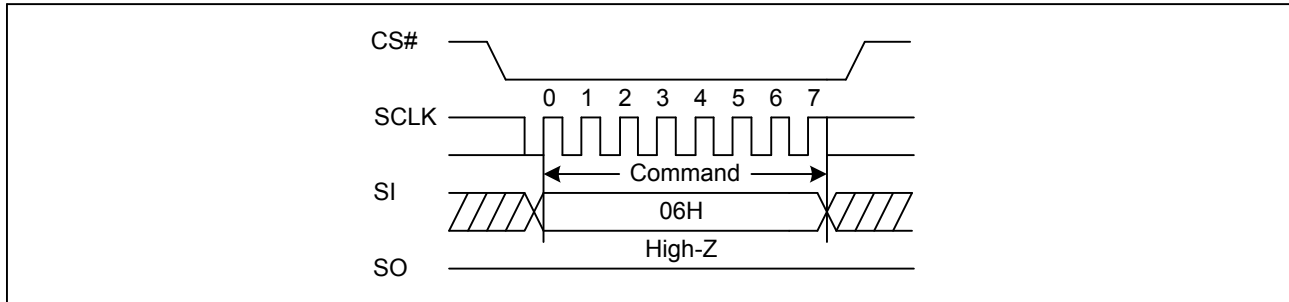 CS#
0 1 2 3 4 5 6 7
SCLK
Command
SI
06H
High-Z
SO